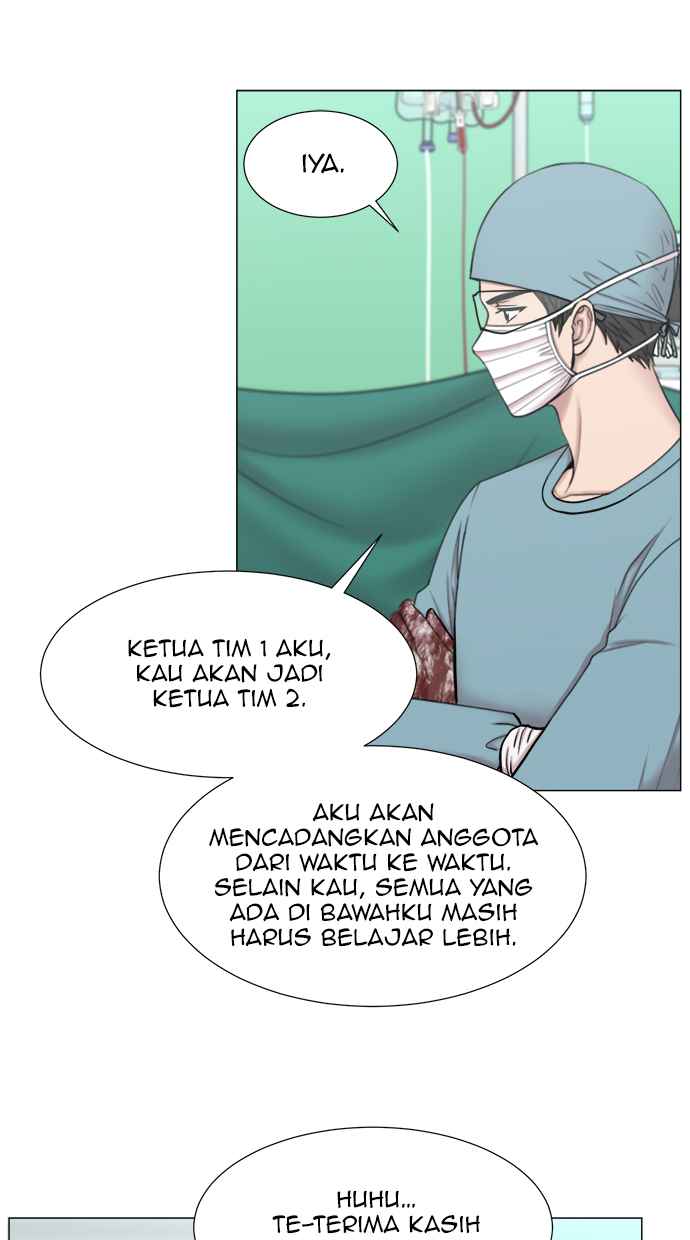 IYA.
KETUA TIM 1 AKU,
KAU AKAN JADI
KETUA TIM 2.
AKU AKAN
MENCADANGKAN ANGGOTA
DARI WAKTU KE WAKTU.
SELAIN KAU, SEMUA YANG
ADA DI BAWAHKU MASIH
HARUS BELAJAR LEBIH.
HUHU...
TE-TERIMA KASIH